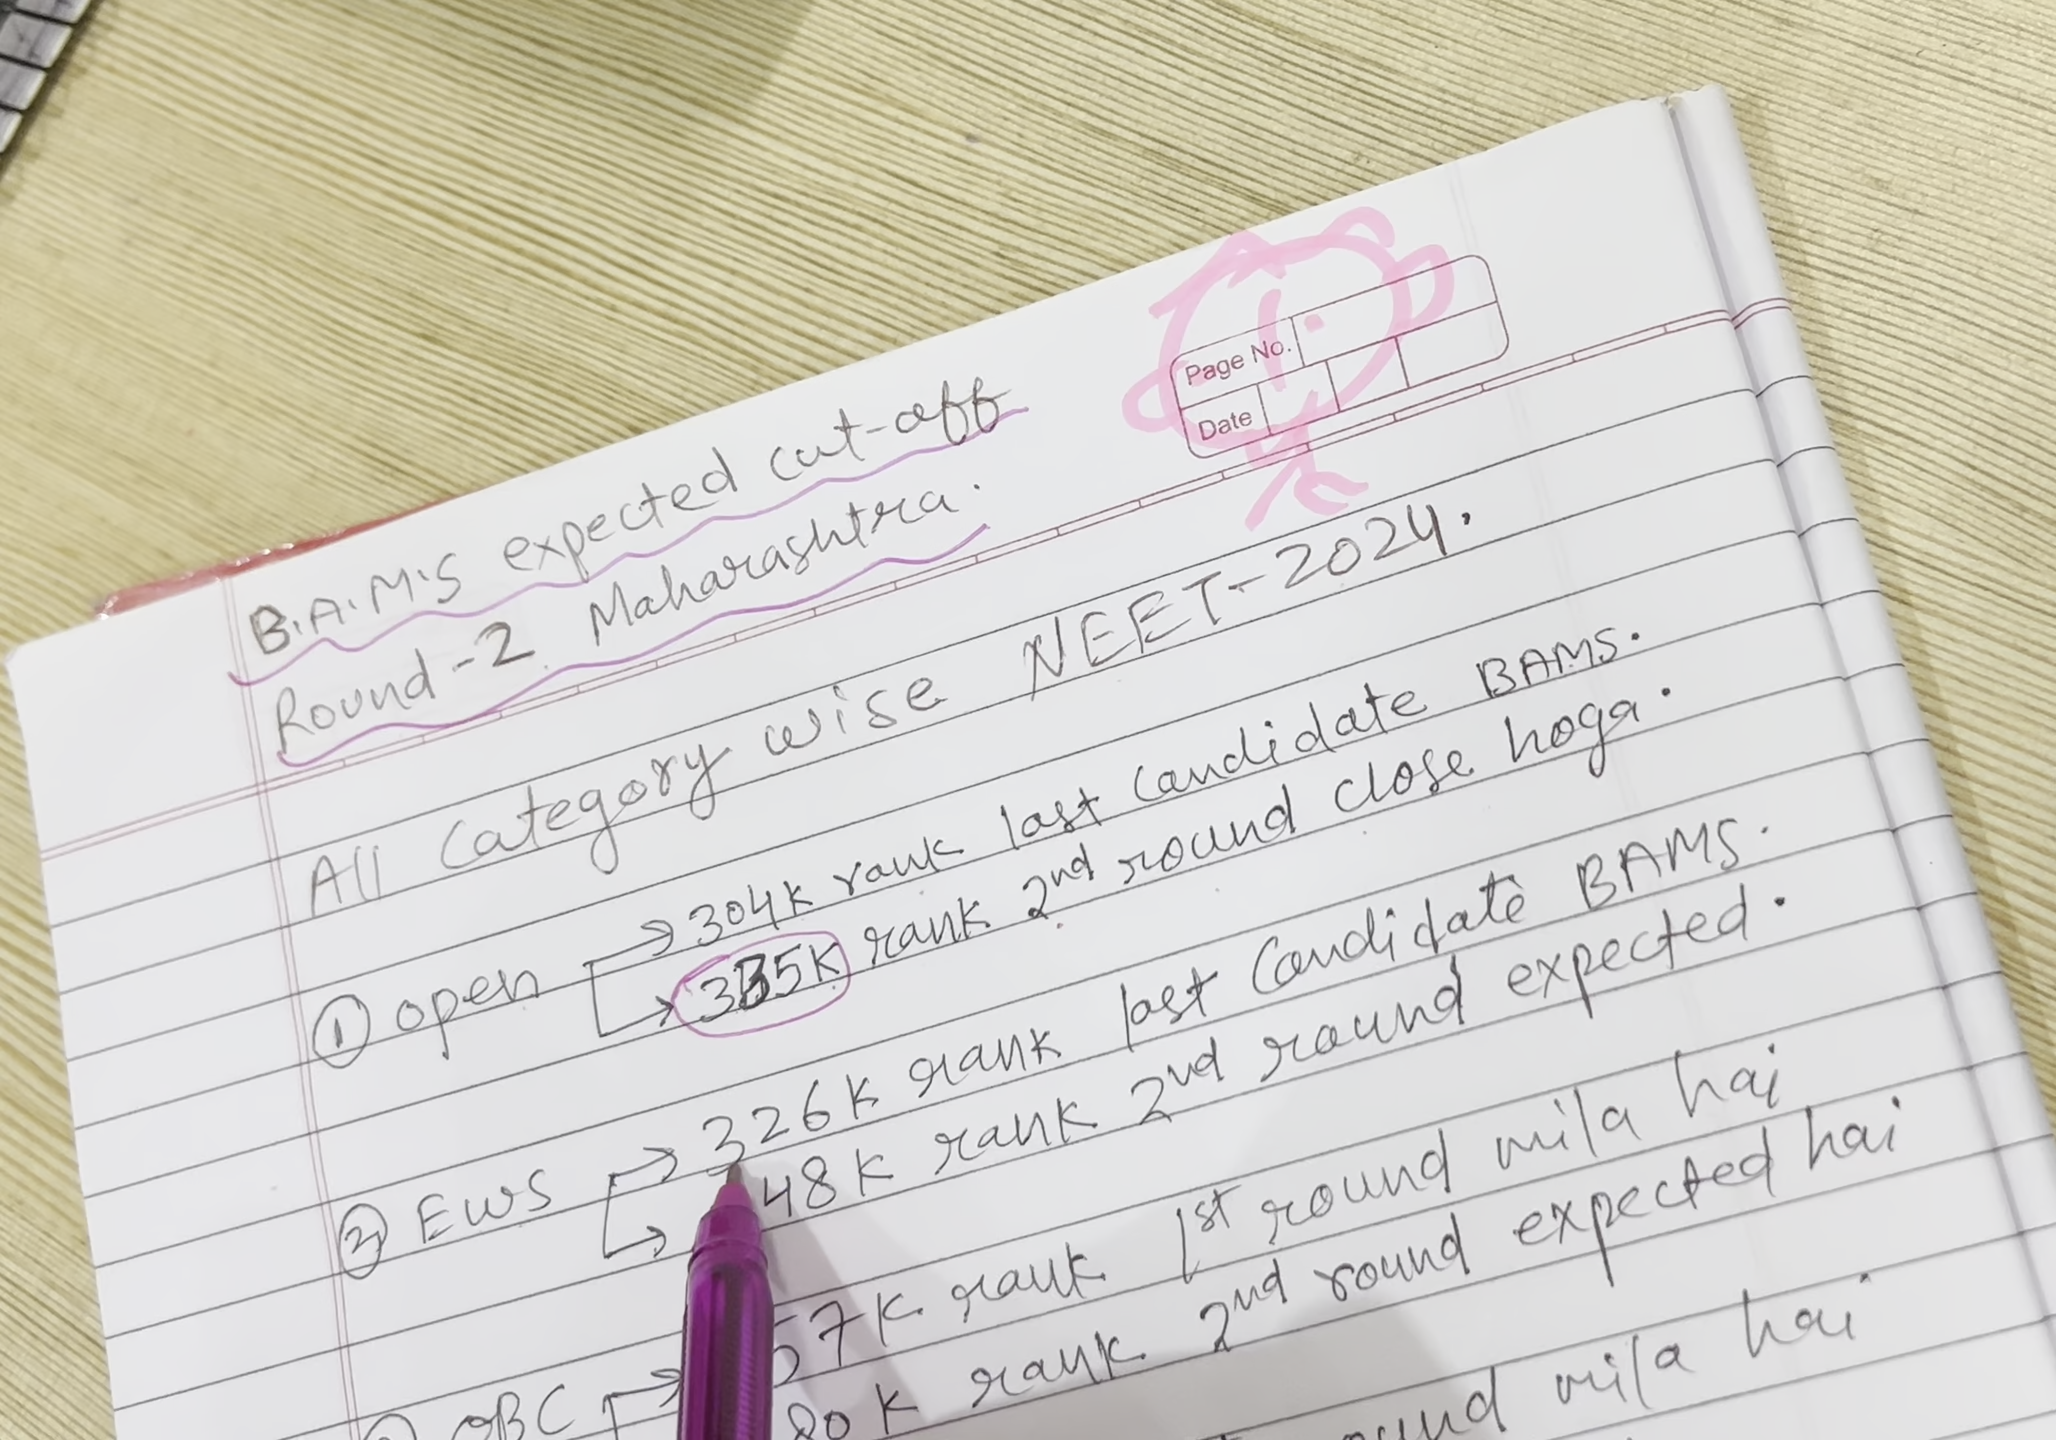 Page No.
Date
B.A.M.S expected cut-off
Round-2 Maharashtra.
All Category wise NEET-2024.
① open → 304K rank last Candidate BAMS.
→ 335K rank 2nd round close hoga.
② EWS → 326K rank last Candidate BAMS.
→ 48K rank 2nd round expected.
OBC → 57K rank 1st round mila hai
80K rank 2nd round expected hai
round mila hai